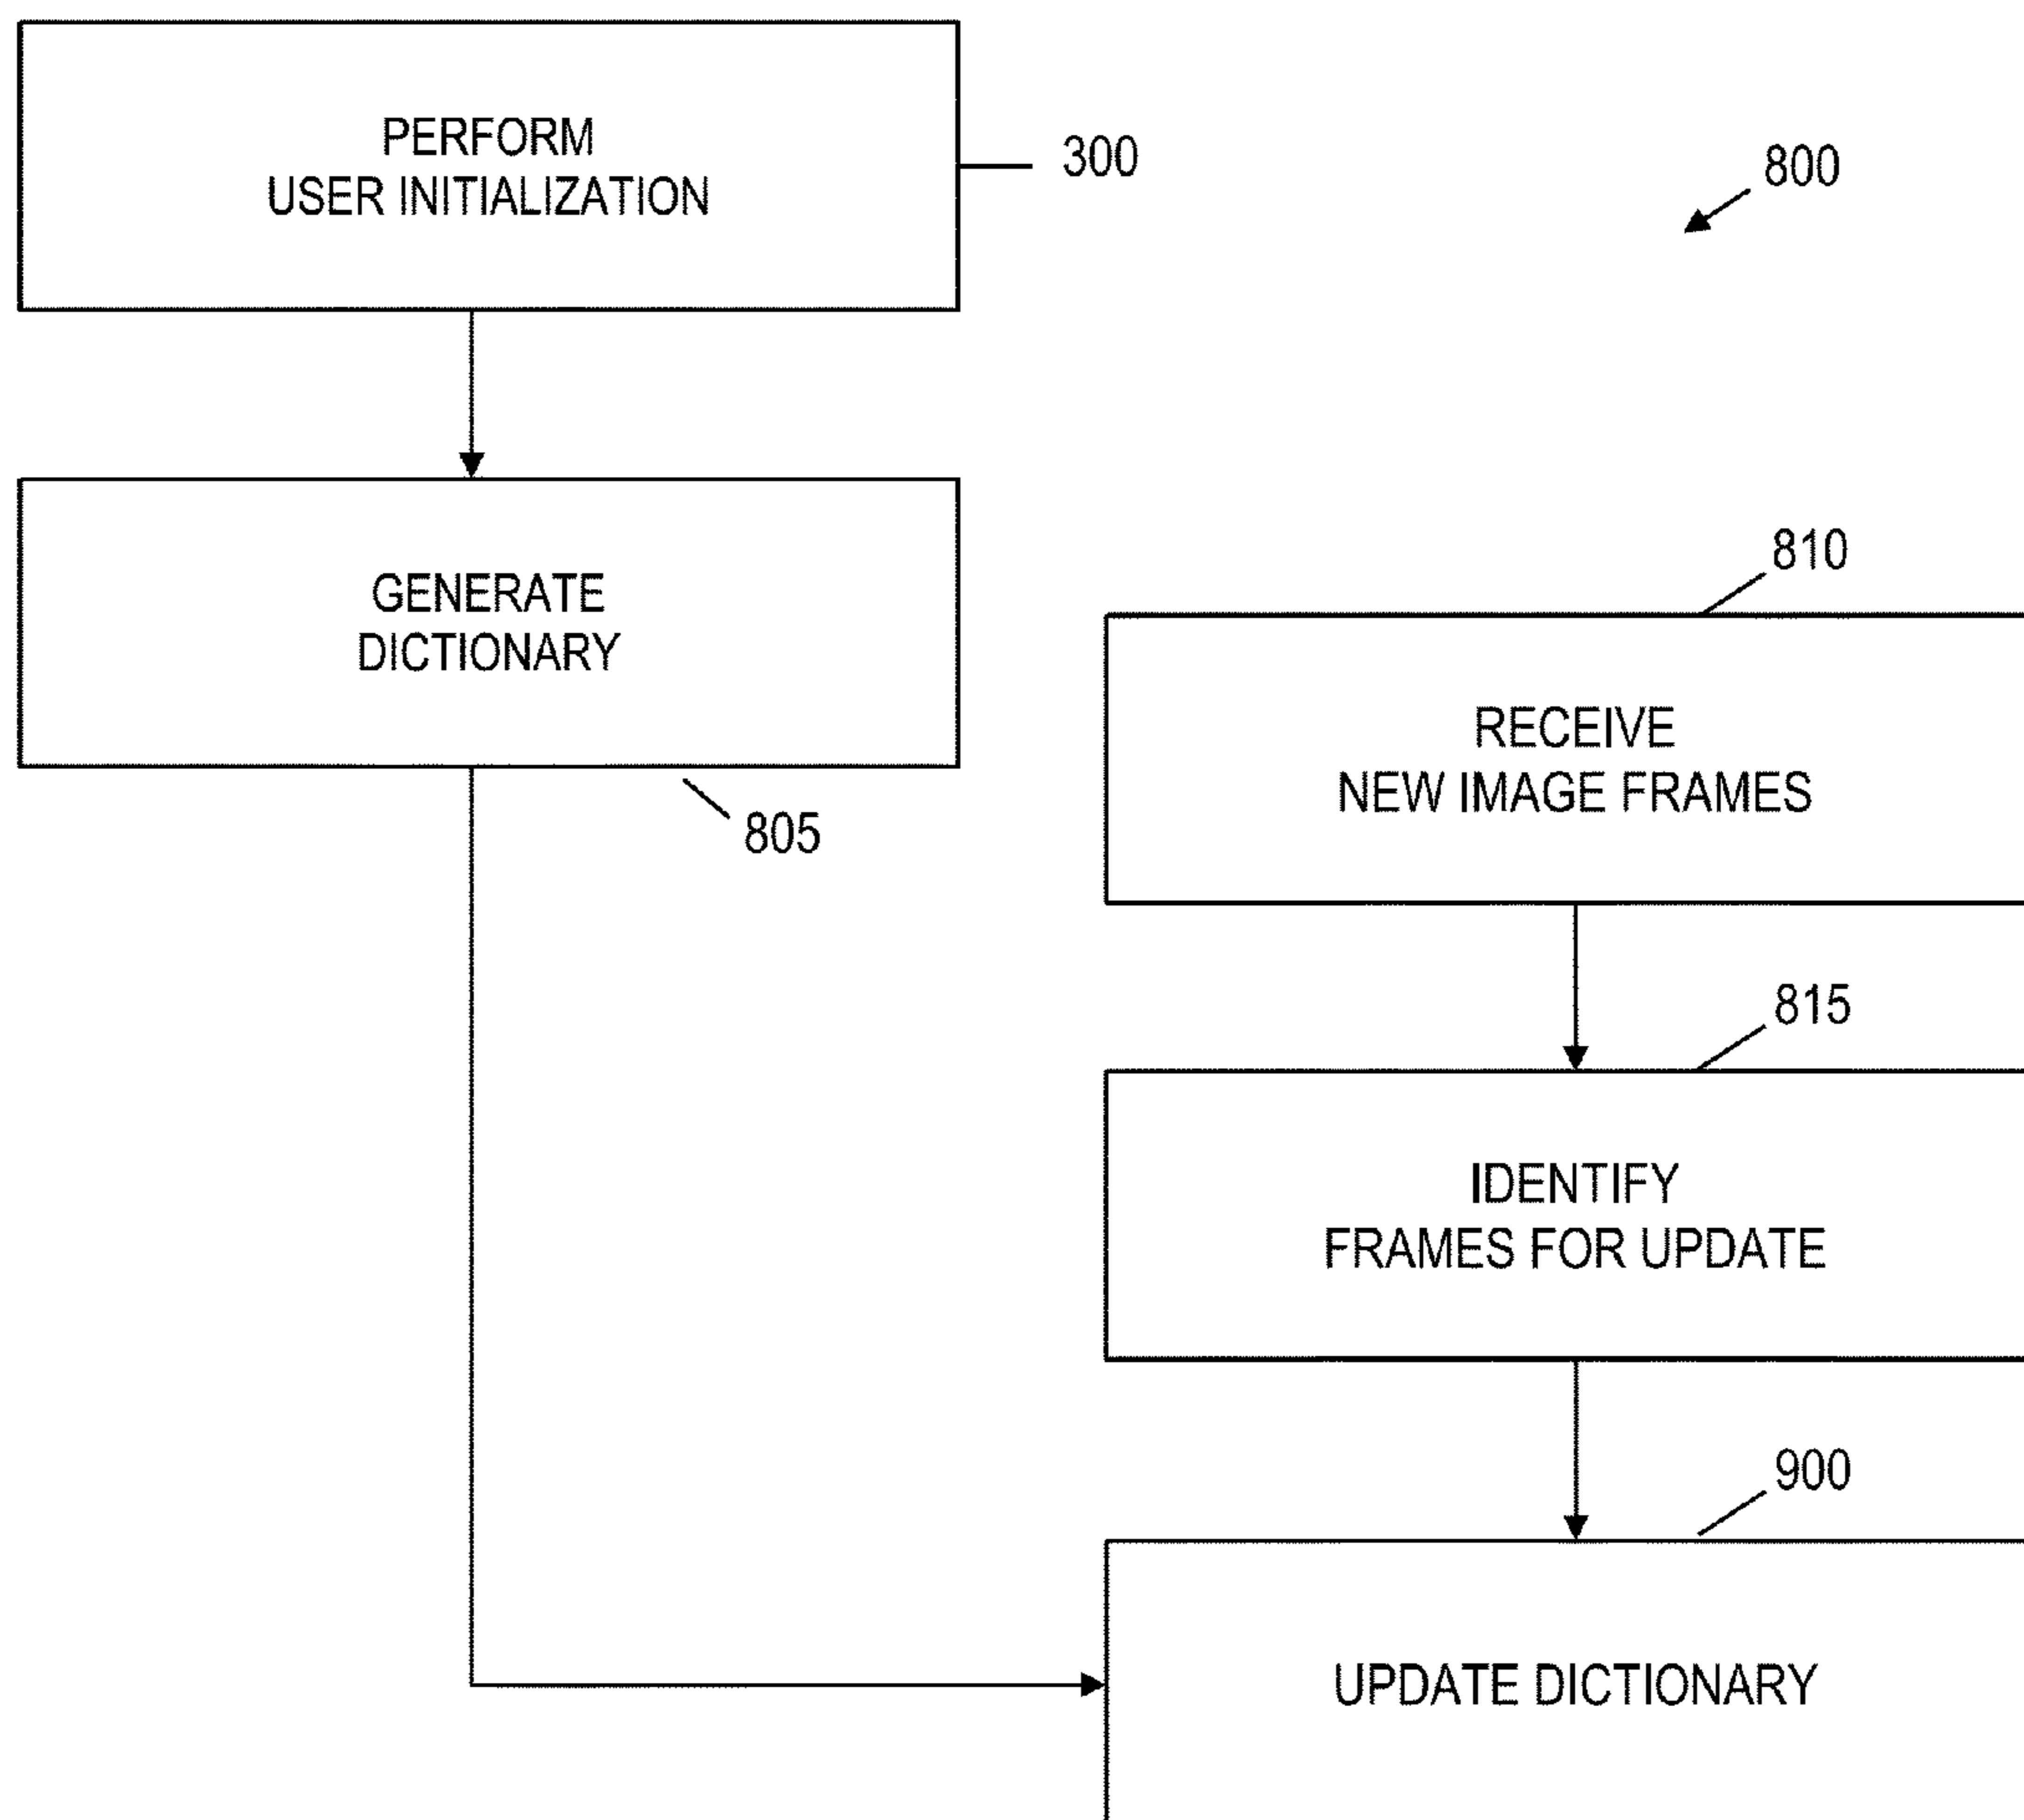 PERFORM
USER INITIALIZATION
300
800
GENERATE
DICTIONARY
805
810
RECEIVE
NEW IMAGE FRAMES
815
IDENTIFY
FRAMES FOR UPDATE
900
UPDATE DICTIONARY